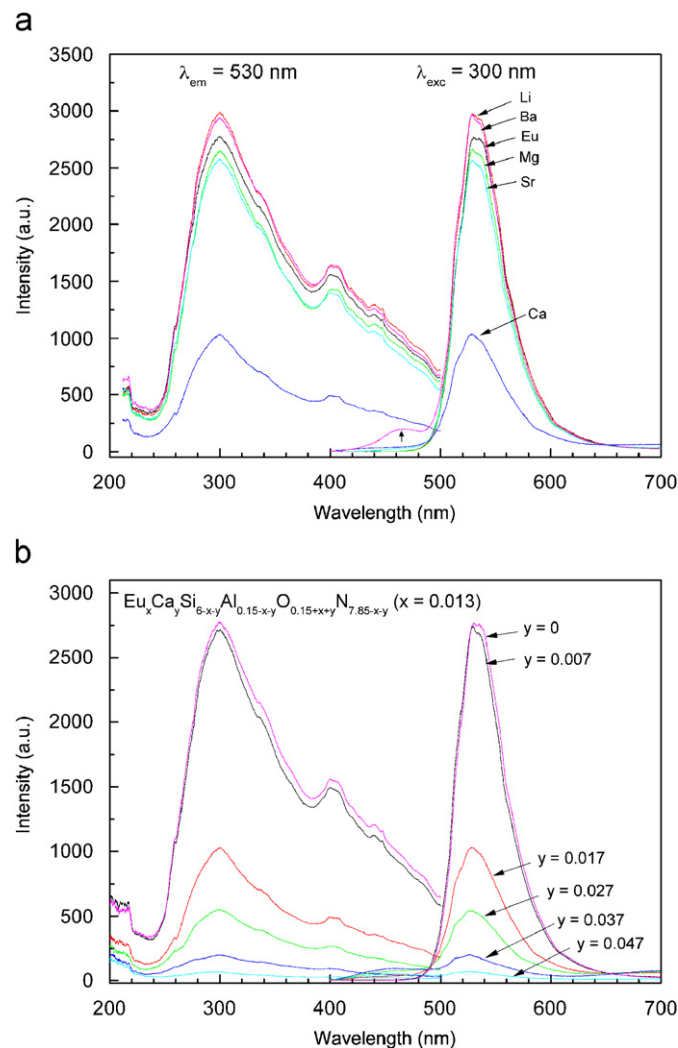 a
λem = 530 nm
λexc = 300 nm
Li
Ba
Eu
Mg
Sr
Ca
3500
3000
2500
2000
1500
1000
500
0
Intensity (a.u.)
200 300 400 500 600 700
Wavelength (nm)
b
EuxCaySi6-x-yAl0.15-x-yO0.15+x+yN7.85-x-y (x = 0.013)
y = 0
y = 0.007
y = 0.017
y = 0.027
y = 0.037
y = 0.047
3000
2500
2000
1500
1000
500
0
Intensity (a.u.)
200 300 400 500 600 700
Wavelength (nm)